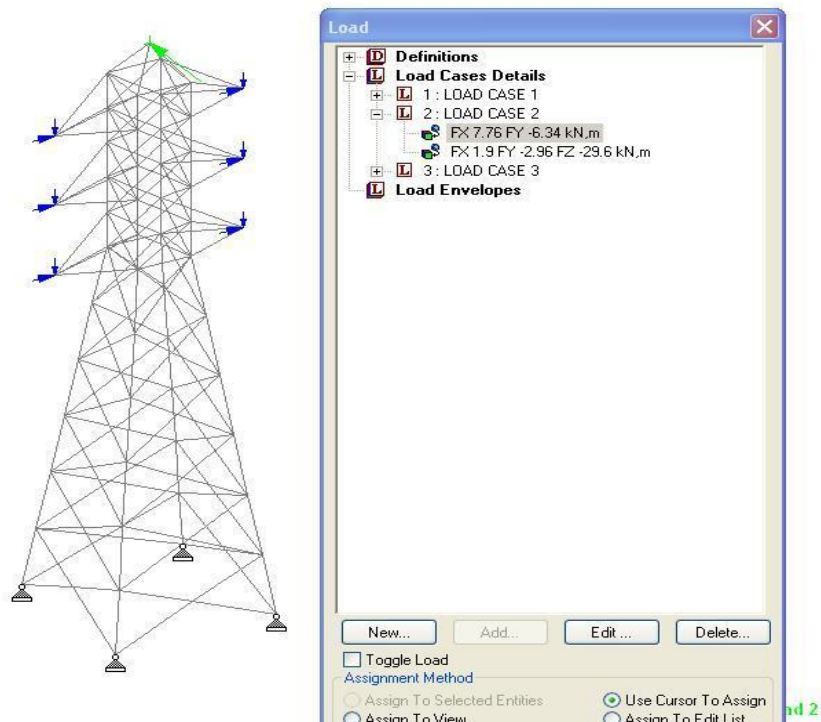 Load
Definitions
Load Cases Details
1 : LOAD CASE 1
2 : LOAD CASE 2
FX 7.76 FY -6.34 kN,m
FX 1.9 FY -2.96 FZ -29.6 kN,m
3 : LOAD CASE 3
Load Envelopes
New... Add... Edit ... Delete...
Toggle Load
Assignment Method
Assign To Selected Entities Use Cursor To Assign
Assign To View Assign To Edit List
ad 2